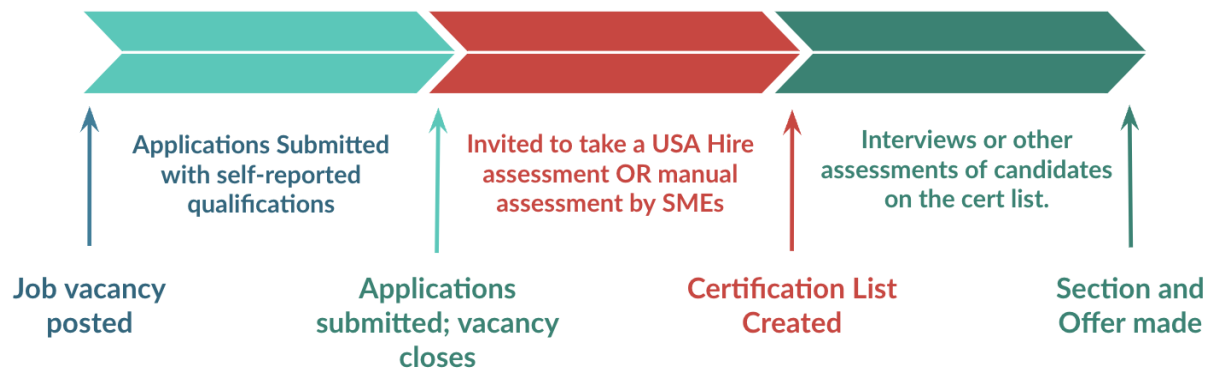 Applications Submitted
with self-reported
qualifications
Invited to take a USA Hire
assessment OR manual
assessment by SMEs
Interviews or other
assessments of candidates
on the cert list.
Job vacancy
posted
Applications
submitted; vacancy
closes
Certification List
Created
Section and
Offer made